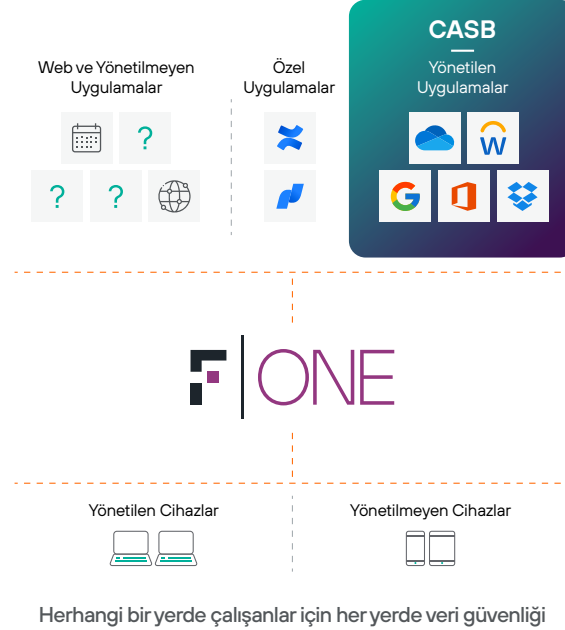 CASB
Web ve Yönetilmeyen
Uygulamalar
Özel
Uygulamalar
Yönetilen
Uygulamalar
?
? ?
F|ONE
Yönetilen Cihazlar
Yönetilmeyen Cihazlar
Herhangi bir yerde çalışanlar için her yerde veri güvenliği